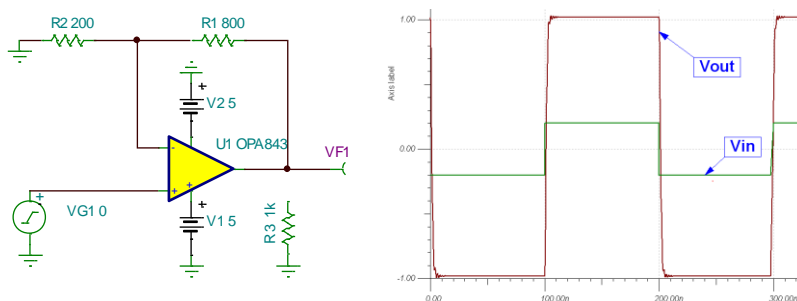 R2 200
R1 800
V2 5
U1 OPA843
VF1
VG1 0
V1 5
R3 1k
- + + + + +
1.00
Axis label
0.00
-1.00
0.00
100.00n
200.00n
300.00n
Vout
Vin